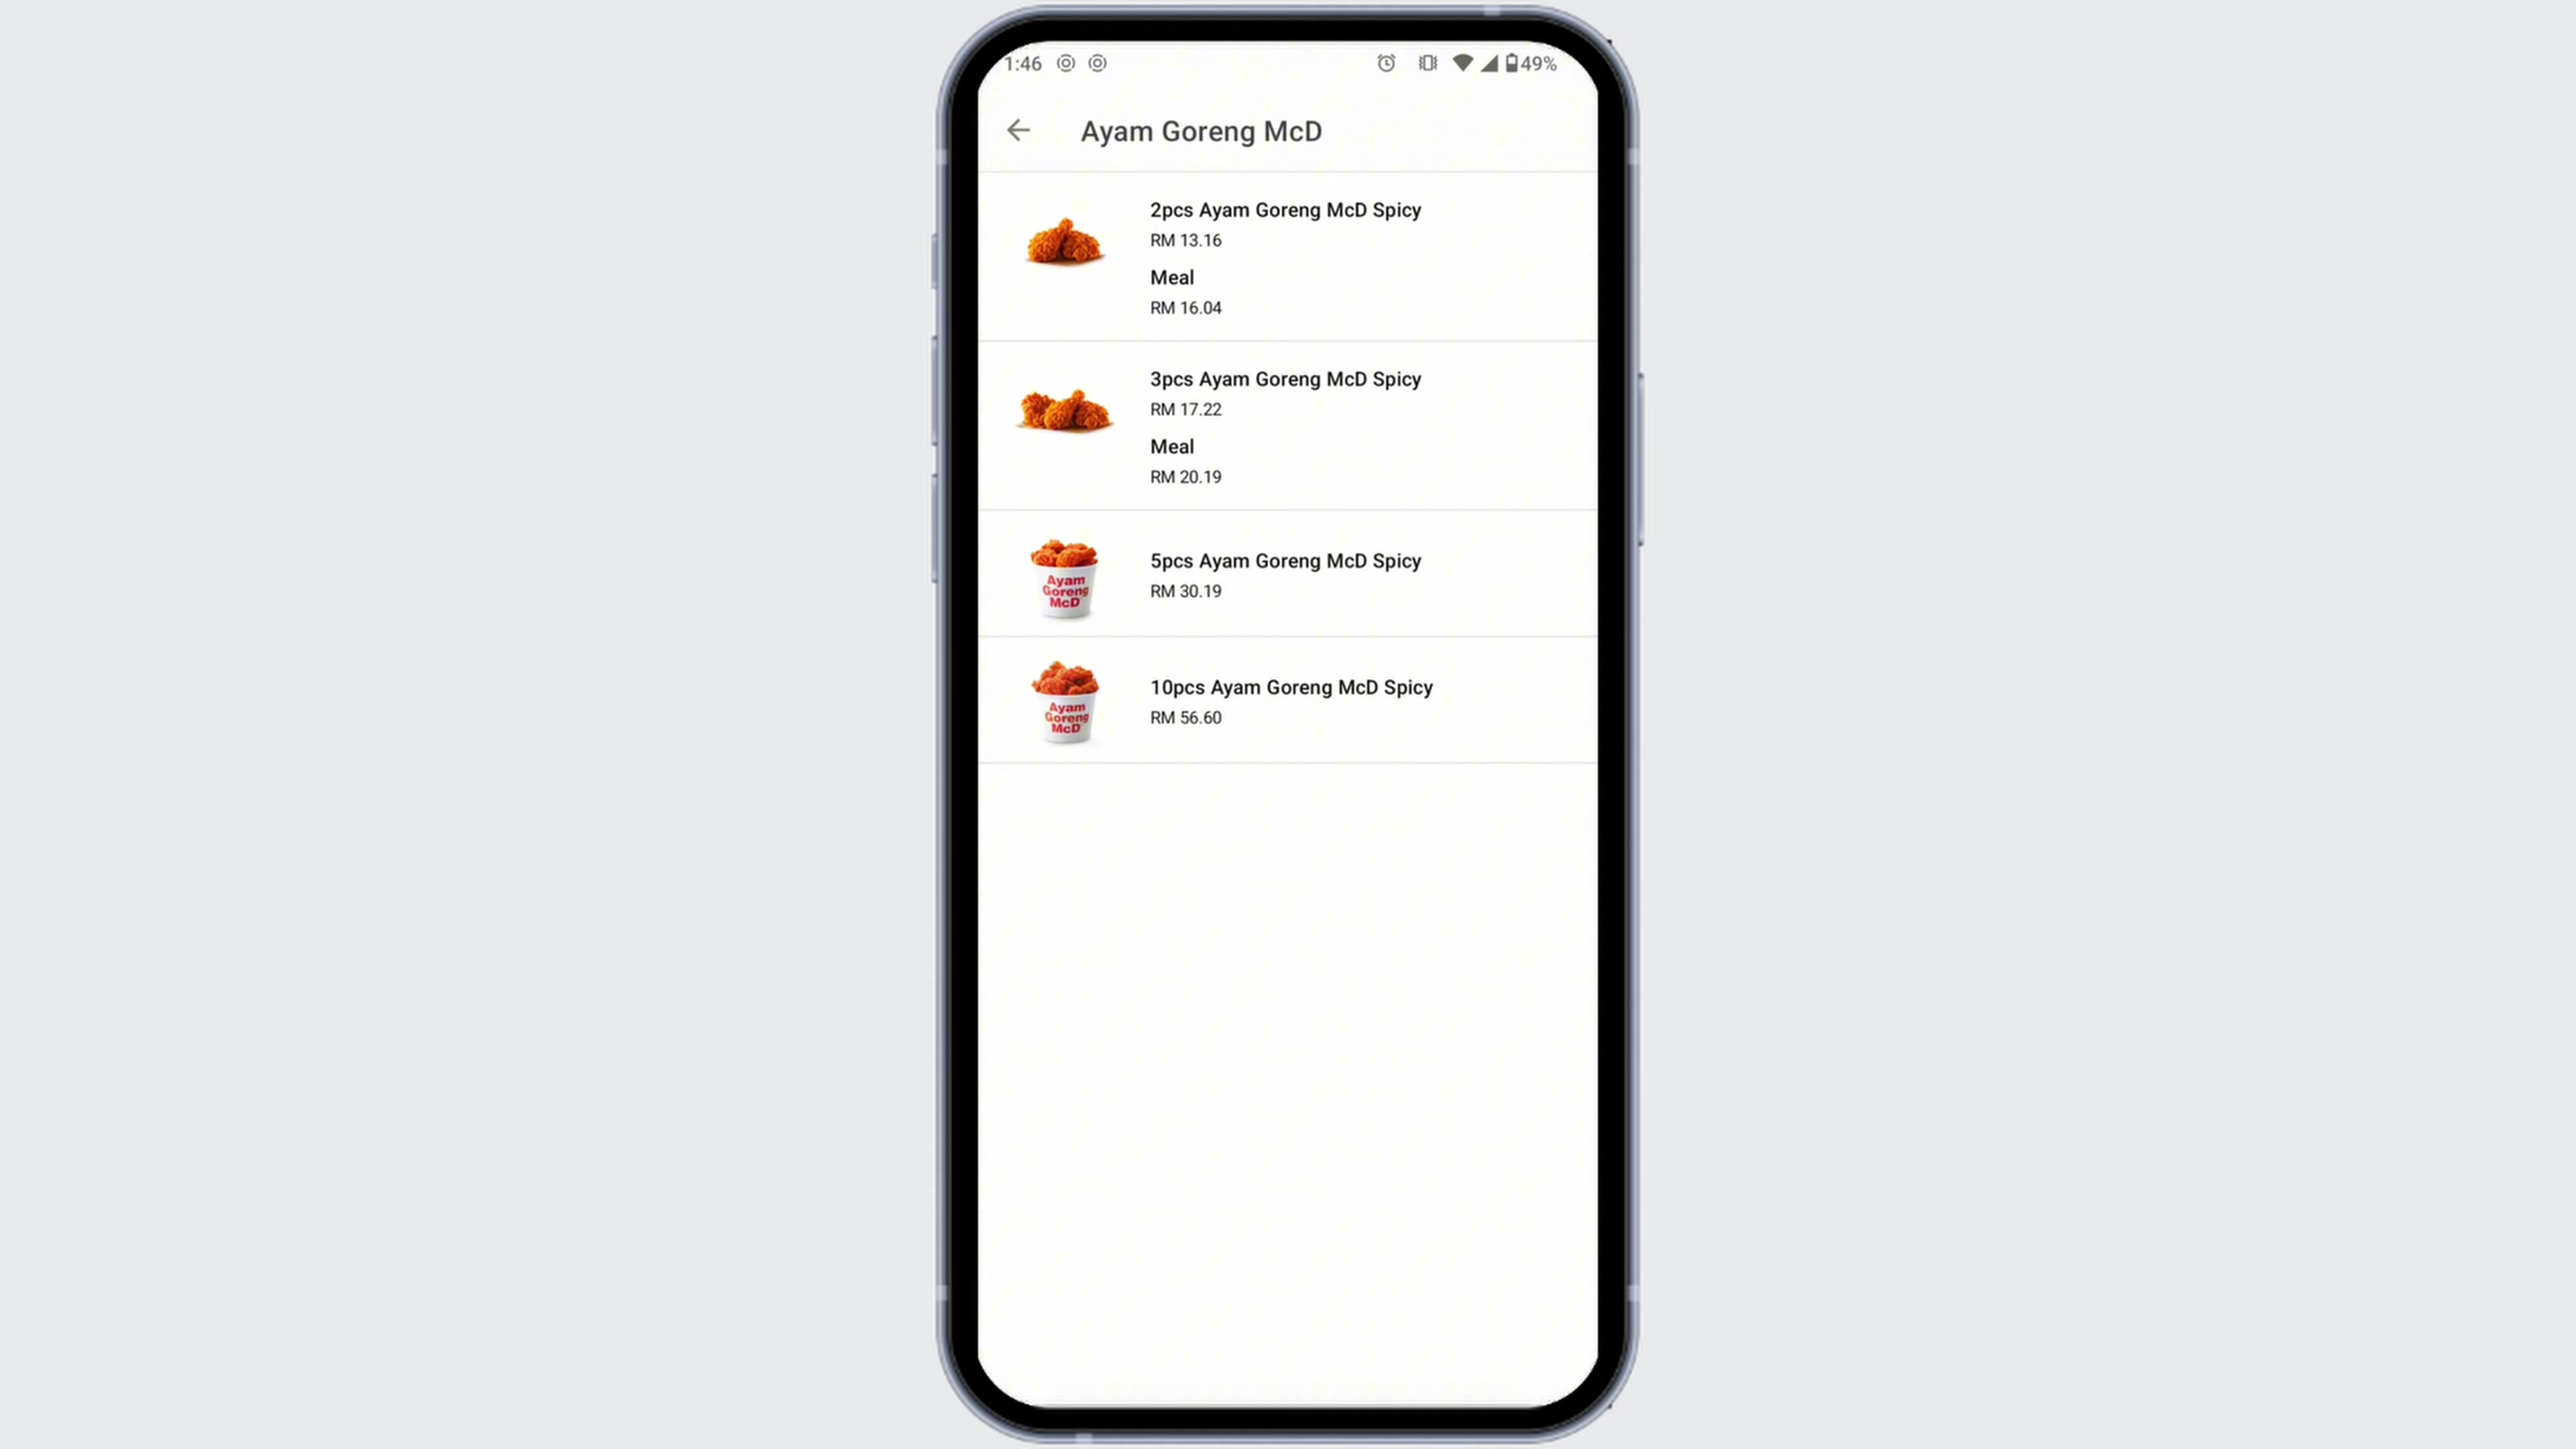 1:46 49%
Ayam Goreng McD
2pcs Ayam Goreng McD Spicy
RM 13.16
Meal
RM 16.04
3pcs Ayam Goreng McD Spicy
RM 17.22
Meal
RM 20.19
Ayam
Goreng
McD
5pcs Ayam Goreng McD Spicy
RM 30.19
Ayam
Goreng
McD
10pcs Ayam Goreng McD Spicy
RM 56.60